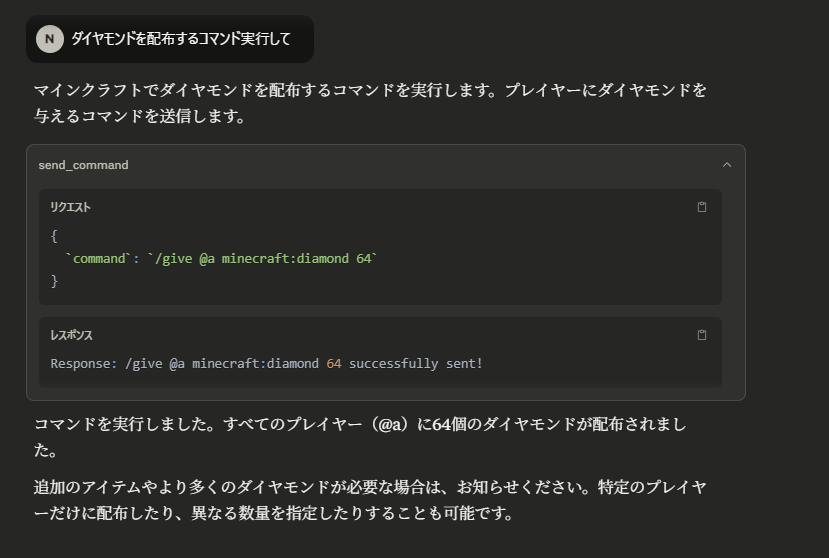 N ダイヤモンドを配布するコマンド実行して
マインクラフトでダイヤモンドを配布するコマンドを実行します。プレイヤーにダイヤモンドを
与えるコマンドを送信します。
send_command
リクエスト
{
`command`: `/give @a minecraft:diamond 64`
}
レスポンス
Response: /give @a minecraft:diamond 64 successfully sent!
コマンドを実行しました。すべてのプレイヤー（@a）に64個のダイヤモンドが配布されまし
た。
追加のアイテムやより多くのダイヤモンドが必要な場合は、お知らせください。特定のプレイヤ
ーだけに配布したり、異なる数量を指定したりすることも可能です。